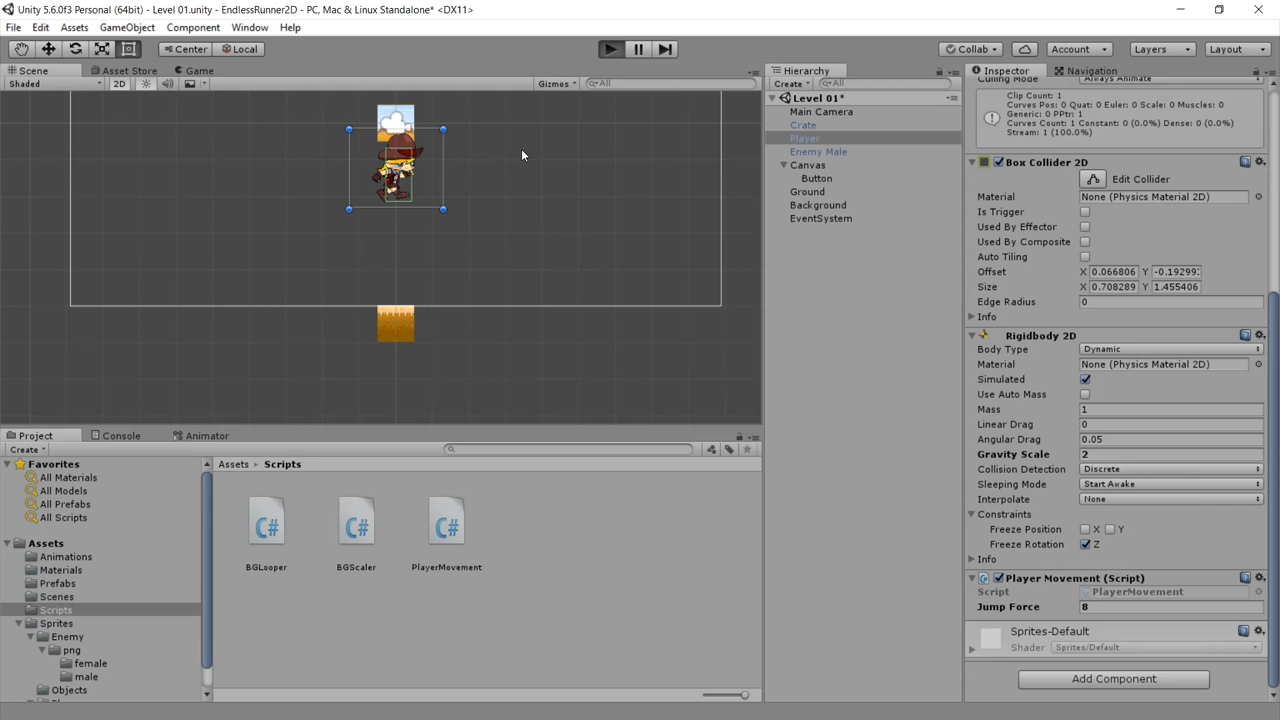 Unity 5.6.0f3 Personal (64bit) - Level 01.unity - EndlessRunner2D - PC, Mac & Linux Standalone* <DX11>
File Edit Assets GameObject Component Window Help
Center Local Collab Account Layers Layout
Scene Asset Store Game Hierarchy Inspector Navigation
Shaded 2D Gizmos All Create All Culling Mode Always Animate
Level 01*
Main Camera
Crate
Player
Enemy Male
Canvas
Button
Ground
Background
EventSystem
Clip Count: 1
Curves Pos: 0 Quat: 0 Euler: 0 Scale: 0 Muscles: 0
Generic: 0 PPtr: 1
Curves Count: 1 Constant: 0 (0.0%) Dense: 0 (0.0%)
Stream: 1 (100.0%)
Box Collider 2D
Edit Collider
Material None (Physics Material 2D)
Is Trigger
Used By Effector
Used By Composite
Auto Tiling
Offset X 0.066806 Y -0.19299
Size X 0.708289 Y 1.455406
Edge Radius 0
Info
Rigidbody 2D
Body Type Dynamic
Material None (Physics Material 2D)
Simulated
Use Auto Mass
Mass 1
Linear Drag 0
Angular Drag 0.05
Gravity Scale 2
Collision Detection Discrete
Sleeping Mode Start Awake
Interpolate None
Constraints
Freeze Position X Y
Freeze Rotation Z
Info
Player Movement (Script)
Script PlayerMovement
Jump Force 8
Sprites-Default
Shader Sprites/Default
Add Component
Project Console Animator
Create
Favorites
All Materials
All Models
All Prefabs
All Scripts
Assets
Animations
Materials
Prefabs
Scenes
Scripts
Sprites
Enemy
png
female
male
Objects
Assets Scripts
C# C# C#
BGLooper BGScaler PlayerMovement